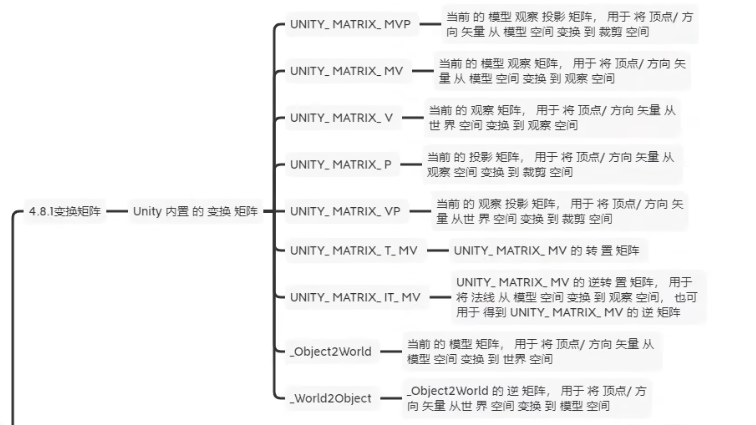 UNITY_ MATRIX_ MVP
当前 的 模型 观察 投影 矩阵， 用于 将 顶点/ 方
向 矢量 从 模型 空间 变换 到 裁剪 空间
UNITY_ MATRIX_ MV
当前 的 模型 观察 矩阵， 用于 将 顶点/ 方向 矢
量 从 模型 空间 变换 到 观察 空间
UNITY_ MATRIX_ V
当前 的 观察 矩阵， 用于 将 顶点/ 方向 矢量 从
世 界 空间 变换 到 观察 空间
UNITY_ MATRIX_ P
当前 的 投影 矩阵， 用于 将 顶点/ 方向 矢量 从
观察 空间 变换 到 裁剪 空间
4.8.1变换矩阵
Unity 内置 的 变换 矩阵
UNITY_ MATRIX_ VP
当前 的 观察 投影 矩阵， 用于 将 顶点/ 方向 矢
量 从世 界 空间 变换 到 裁剪 空间
UNITY_ MATRIX_ T_ MV
UNITY_ MATRIX_ MV 的 转 置 矩阵
UNITY_ MATRIX_ IT_ MV
UNITY_ MATRIX_ MV 的 逆转 置 矩阵， 用于
将 法线 从 模型 空间 变换 到 观察 空间， 也可
用于 得到 UNITY_ MATRIX_ MV 的 逆 矩阵
_Object2World
当前 的 模型 矩阵， 用于 将 顶点/ 方向 矢量 从
模型 空间 变换 到 世界 空间
_World2Object
_Object2World 的 逆 矩阵， 用于 将 顶点/ 方
向 矢量 从世 界 空间 变换 到 模型 空间